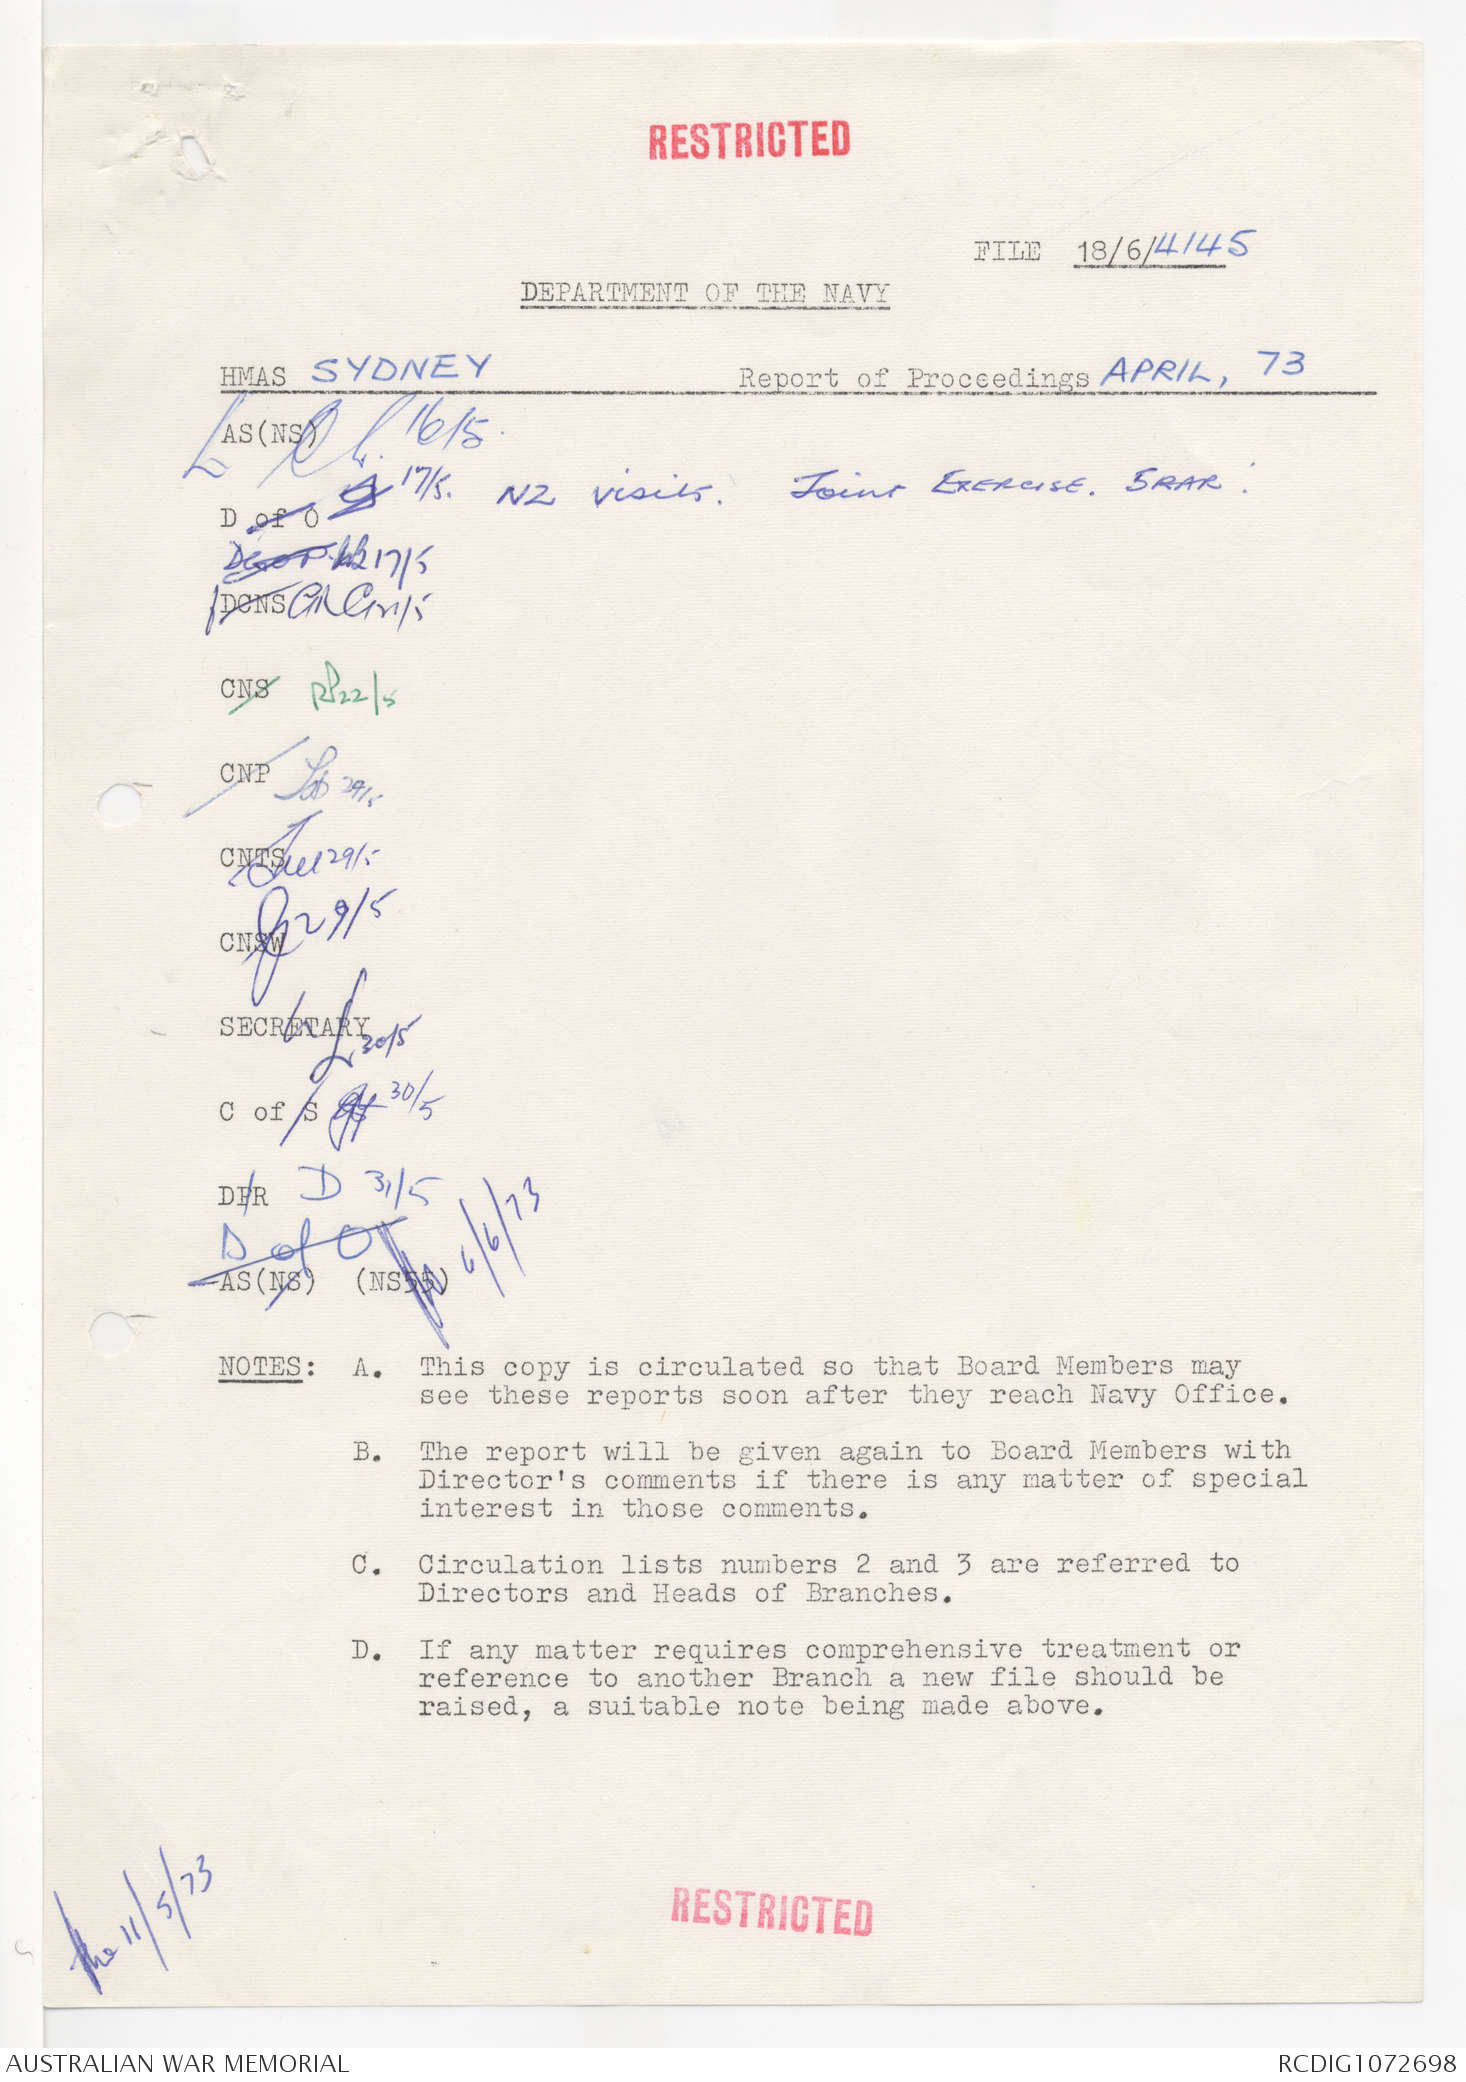 RESTRICTED
FILE 18/6/4145
DEPARTMENT OF THE NAVY
HMAS SYDNEY Report of Proceedings APRIL, 73
AS(NS) 16/5.
17/5. NZ visits. Joint EXERCISE. 5RAR.
D of O
17/5
DCNS
CNS 22/5
CNP 29/5
CNTS 29/5
CNSW 29/5
SECRETARY 30/5
C of S 30/5
DPR D 31/5
D of O 6/6/73
AS(NS) (NS55)
NOTES: A. This copy is circulated so that Board Members may
see these reports soon after they reach Navy Office.
B. The report will be given again to Board Members with
Director's comments if there is any matter of special
interest in those comments.
C. Circulation lists numbers 2 and 3 are referred to
Directors and Heads of Branches.
D. If any matter requires comprehensive treatment or
reference to another Branch a new file should be
raised, a suitable note being made above.
11/5/73
RESTRICTED
AUSTRALIAN WAR MEMORIAL RCDIG1072698